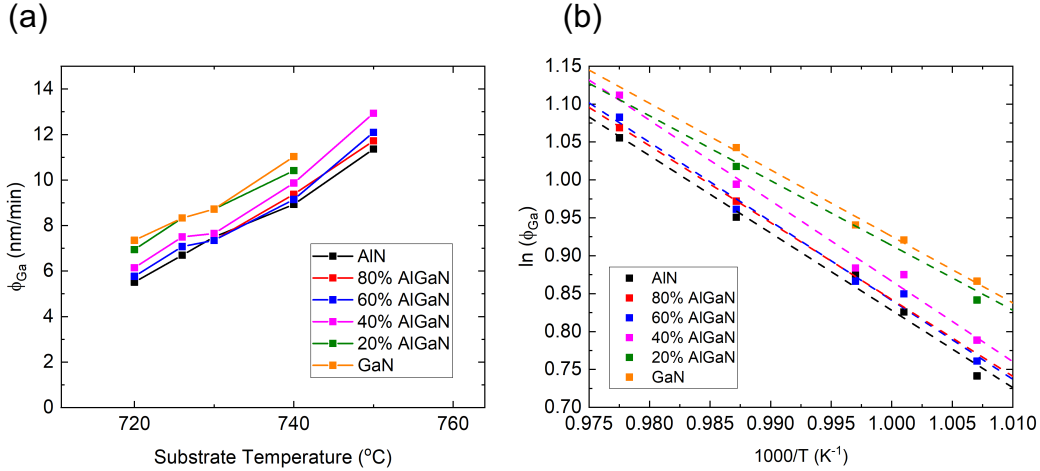 (a)
ϕGa (nm/min)
14
12
10
8
6
4
2
0
720
740
760
Substrate Temperature (oC)
AlN
80% AlGaN
60% AlGaN
40% AlGaN
20% AlGaN
GaN
(b)
ln (ϕGa)
1.15
1.10
1.05
1.00
0.95
0.90
0.85
0.80
0.75
0.70
0.975 0.980 0.985 0.990 0.995 1.000 1.005 1.010
1000/T (K-1)
AlN
80% AlGaN
60% AlGaN
40% AlGaN
20% AlGaN
GaN